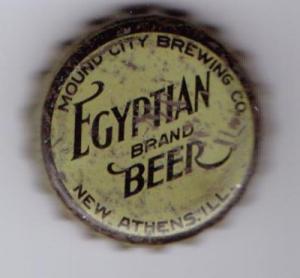 MOUND CITY BREWING CO.
EGYPTIAN
BRAND
BEER
NEW ATHENS, ILL.